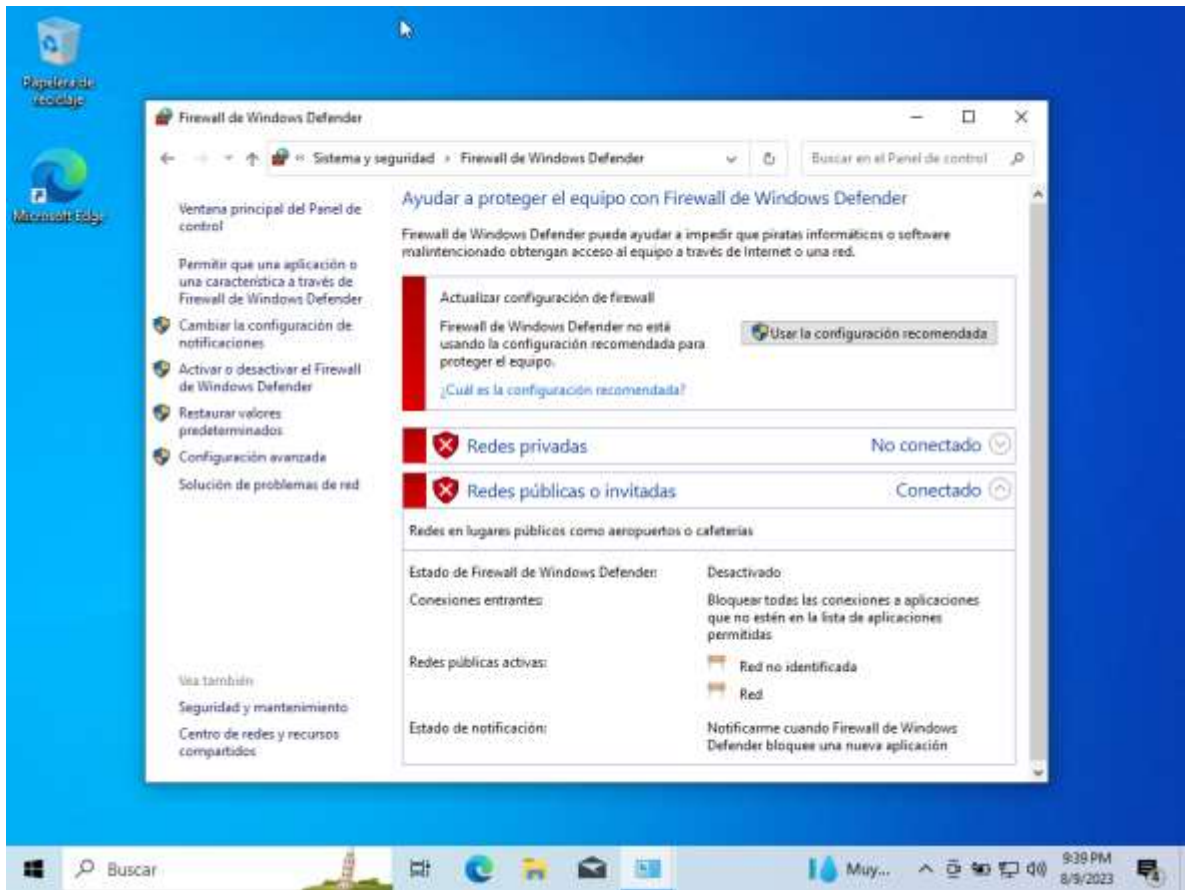 Papelera de
reciclaje
Microsoft Edge
Firewall de Windows Defender
« Sistema y seguridad › Firewall de Windows Defender
Buscar en el Panel de control
Ventana principal del Panel de
control
Permitir que una aplicación o
una característica a través de
Firewall de Windows Defender
Cambiar la configuración de
notificaciones
Activar o desactivar el Firewall
de Windows Defender
Restaurar valores
predeterminados
Configuración avanzada
Solución de problemas de red
Vea también
Seguridad y mantenimiento
Centro de redes y recursos
compartidos
Ayudar a proteger el equipo con Firewall de Windows Defender
Firewall de Windows Defender puede ayudar a impedir que piratas informáticos o software
malintencionado obtengan acceso al equipo a través de Internet o una red.
Actualizar configuración de firewall
Firewall de Windows Defender no está
usando la configuración recomendada para
proteger el equipo.
Usar la configuración recomendada
¿Cuál es la configuración recomendada?
Redes privadas No conectado
Redes públicas o invitadas Conectado
Redes en lugares públicos como aeropuertos o cafeterías
Estado de Firewall de Windows Defender: Desactivado
Conexiones entrantes: Bloquear todas las conexiones a aplicaciones
que no estén en la lista de aplicaciones
permitidas
Redes públicas activas: Red no identificada
Red
Estado de notificación: Notificarme cuando Firewall de Windows
Defender bloquee una nueva aplicación
Buscar
Muy...
9:39 PM
8/9/2023
4